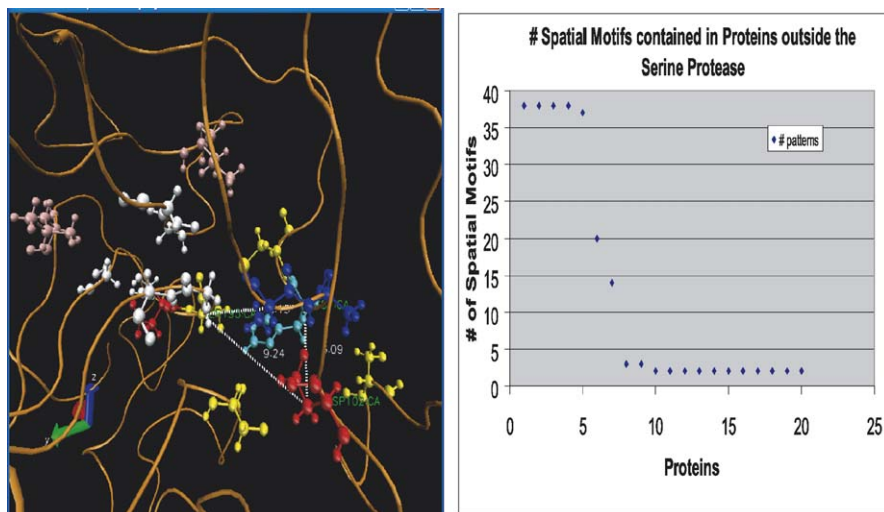 9.24
SP102:CA
z
# Spatial Motifs contained in Proteins outside the
Serine Protease
# of Spatial Motifs
40
35
30
25
20
15
10
5
0
# patterns
0 5 10 15 20 25
Proteins